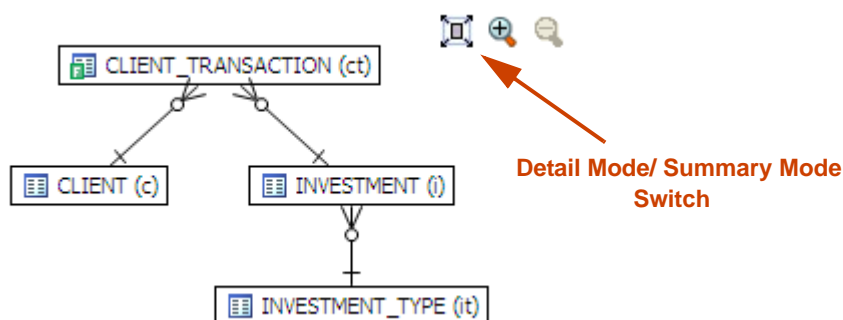 CLIENT_TRANSACTION (ct)
CLIENT (c)
INVESTMENT (i)
Detail Mode/ Summary Mode
Switch
INVESTMENT_TYPE (it)